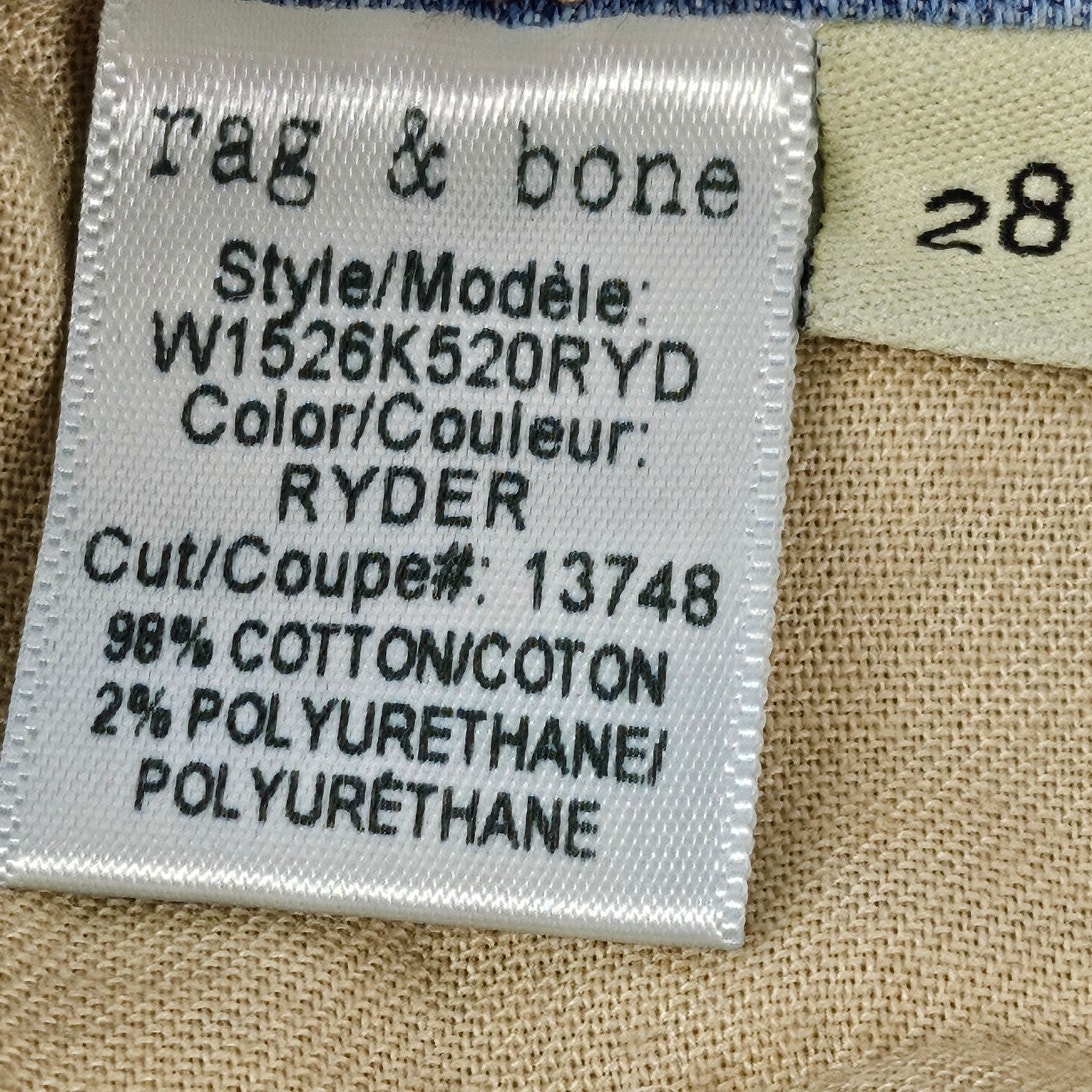 rag & bone
28
Style/Modèle:
W1526K520RYD
Color/Couleur:
RYDER
Cut/Coupe#: 13748
98% COTTON/COTON
2% POLYURETHANE/
POLYURÉTHANE